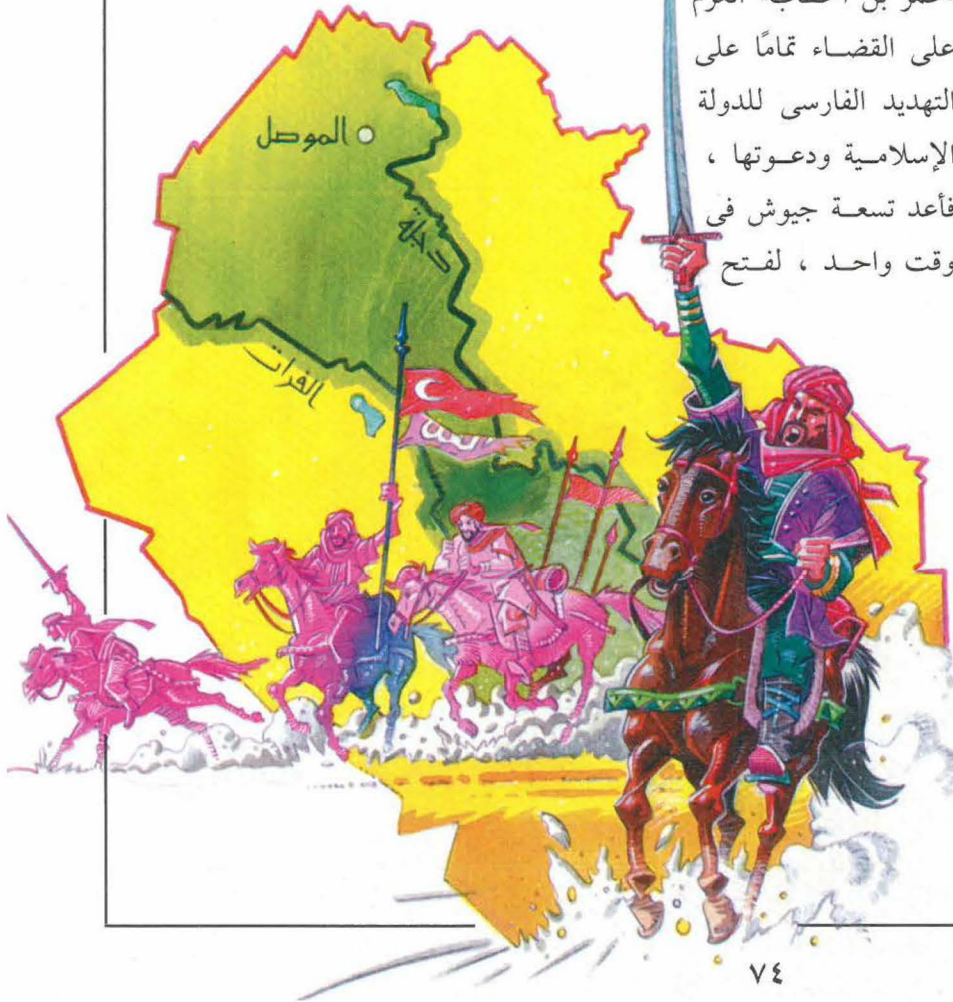 على القضاء تمامًا على
التهديد الفارسى للدولة
الإسلامية ودعوتها ،
فأعد تسعة جيوش فى
وقت واحد ، لفتح
الموصل
دجلة
الفرات
٧٤